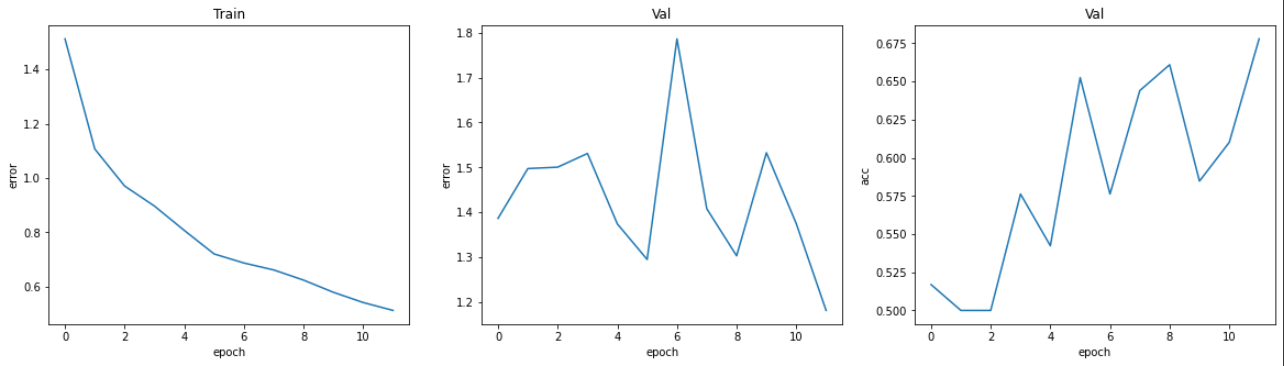 Train
1.4
1.2
1.0
0.8
0.6
error
0 2 4 6 8 10
epoch
Val
1.8
1.7
1.6
1.5
1.4
1.3
1.2
error
0 2 4 6 8 10
epoch
Val
0.675
0.650
0.625
0.600
0.575
0.550
0.525
0.500
acc
0 2 4 6 8 10
epoch